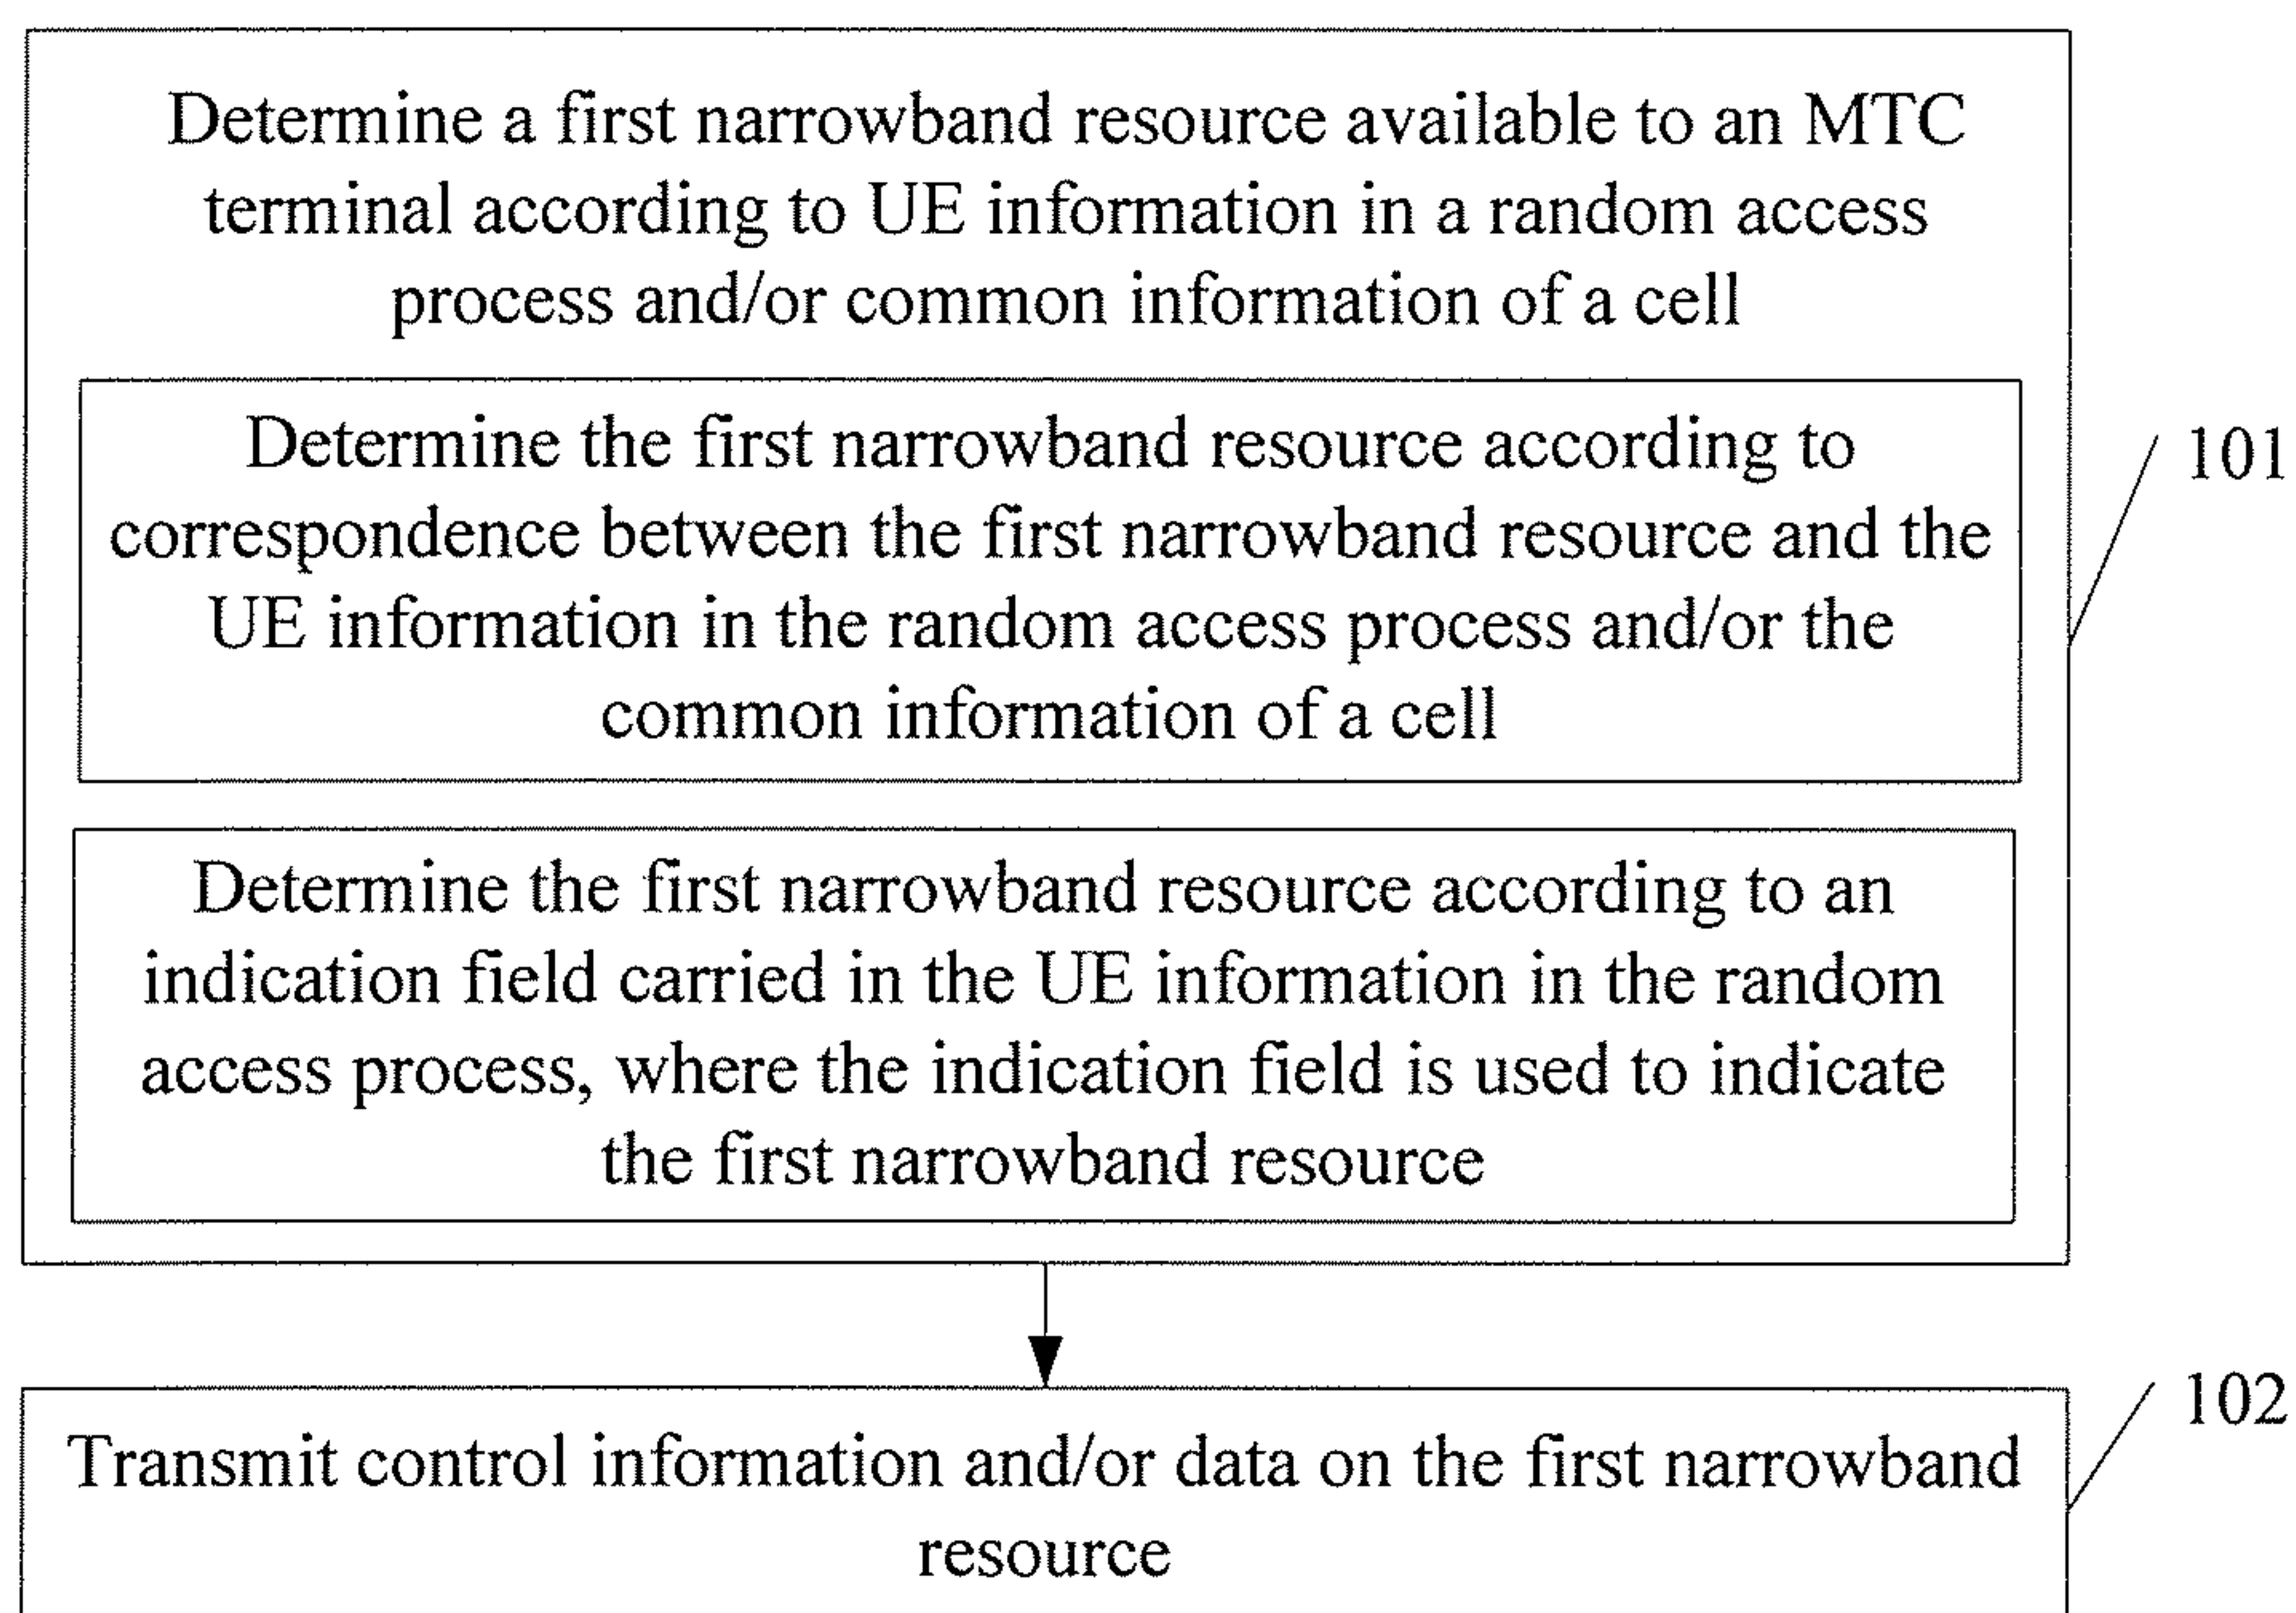 Determine a first narrowband resource available to an MTC
terminal according to UE information in a random access
process and/or common information of a cell
Determine the first narrowband resource according to
correspondence between the first narrowband resource and the
UE information in the random access process and/or the
common information of a cell
101
Determine the first narrowband resource according to an
indication field carried in the UE information in the random
access process, where the indication field is used to indicate
the first narrowband resource
102
Transmit control information and/or data on the first narrowband
resource